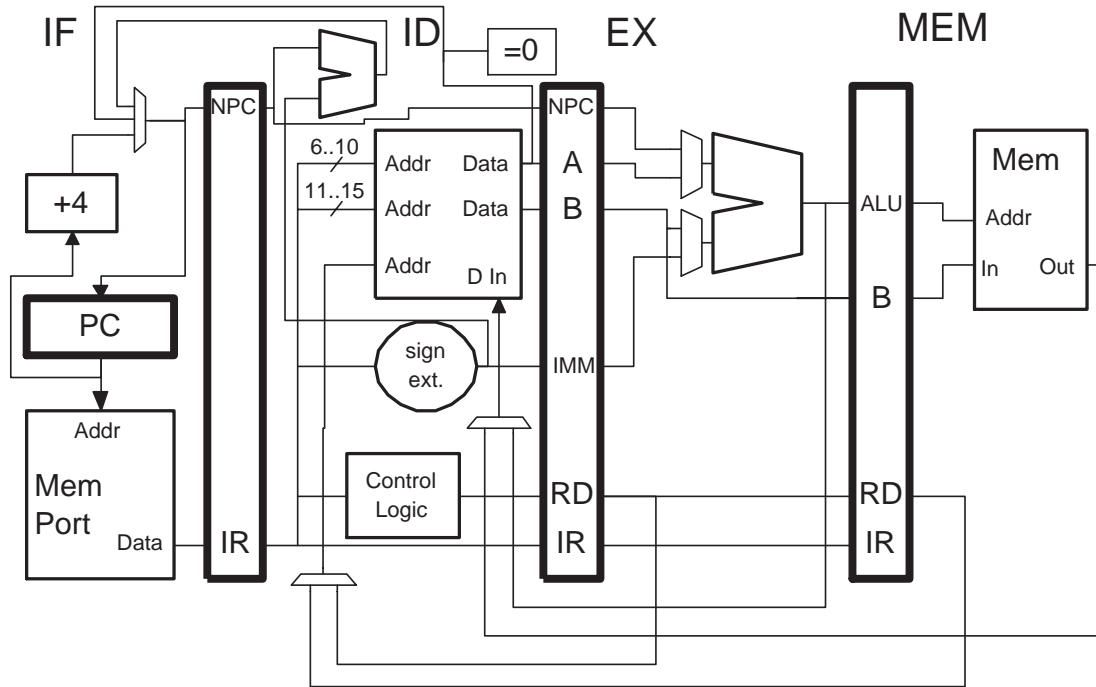 IF
ID
EX
MEM
=0
NPC
NPC
6..10
11..15
Addr
Data
Addr
Data
Addr
D In
A
B
ALU
B
Mem
Addr
In
Out
+4
PC
sign
ext.
IMM
Addr
Mem
Port
Data
Control
Logic
IR
RD
IR
RD
IR